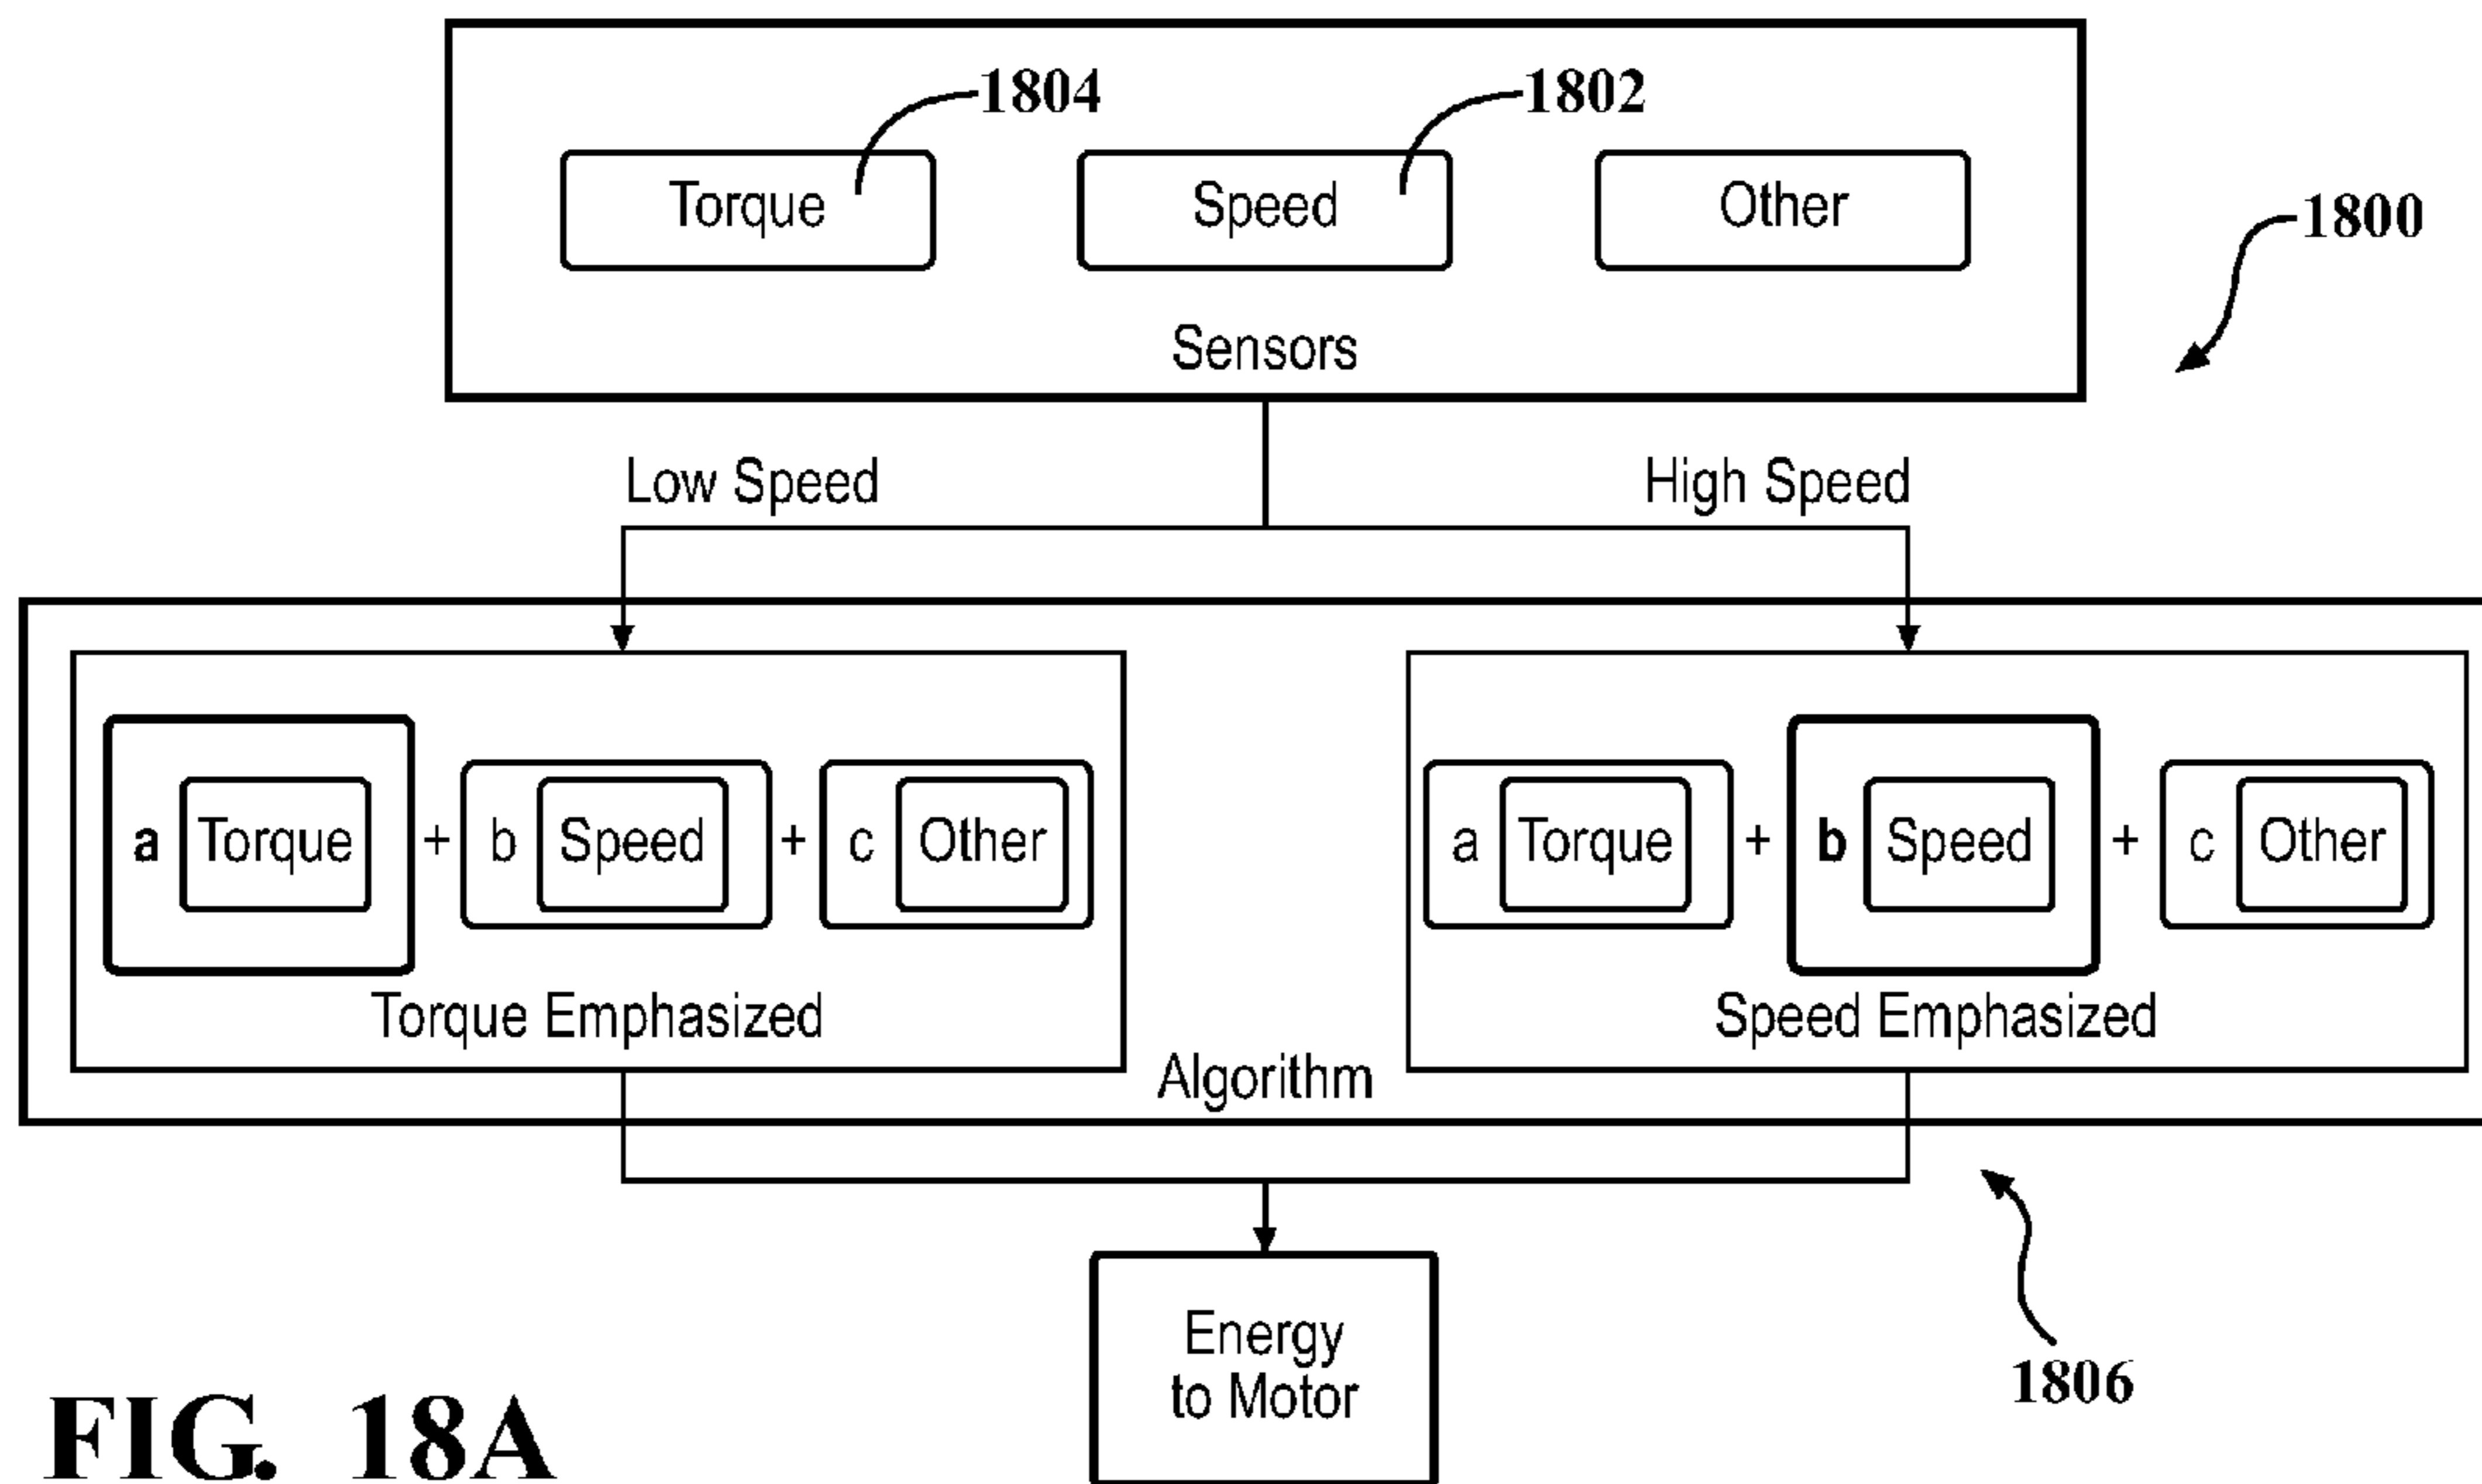 1804
1802
Torque
Speed
Other
1800
Sensors
Low Speed
High Speed
a Torque + b Speed + c Other
a Torque + b Speed + c Other
Torque Emphasized
Speed Emphasized
Algorithm
Energy
to Motor
1806
FIG. 18A